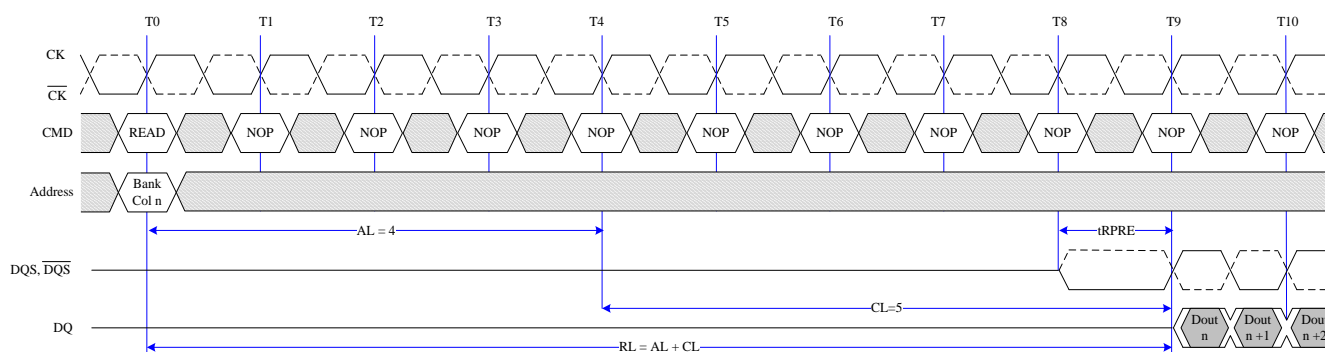 T0 T1 T2 T3 T4 T5 T6 T7 T8 T9 T10
CK
CK
CMD READ NOP NOP NOP NOP NOP NOP NOP NOP NOP NOP
Address Bank
Col n
AL = 4 tRPRE
DQS, DQS
CL=5
DQ Dout Dout Dout
n n +1 n +2
RL = AL + CL